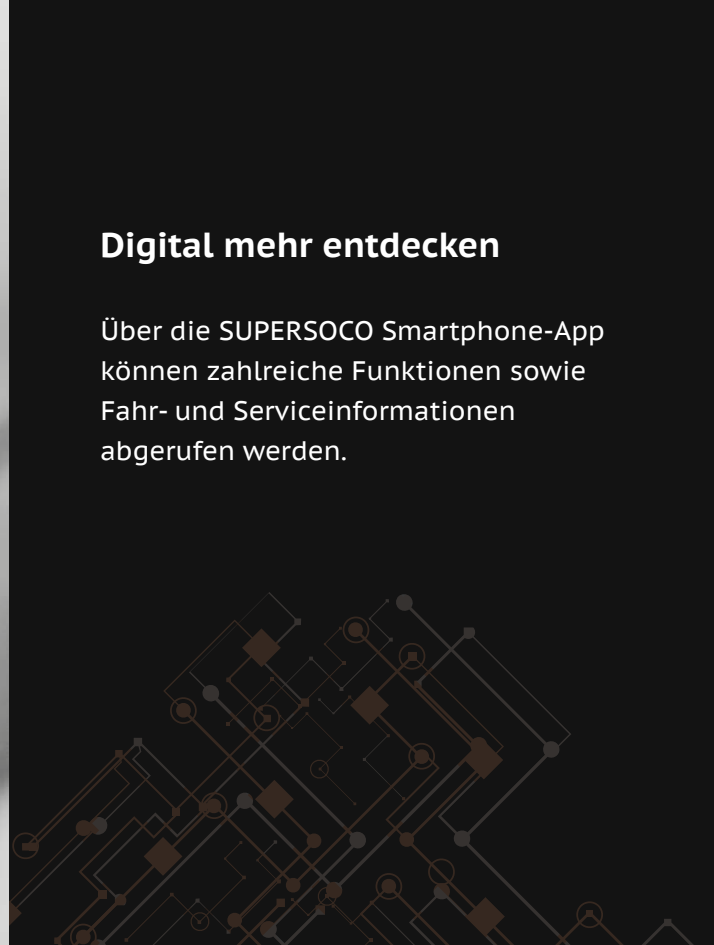 Digital mehr entdecken
Über die SUPERSOCO Smartphone-App
können zahlreiche Funktionen sowie
Fahr- und Serviceinformationen
abgerufen werden.